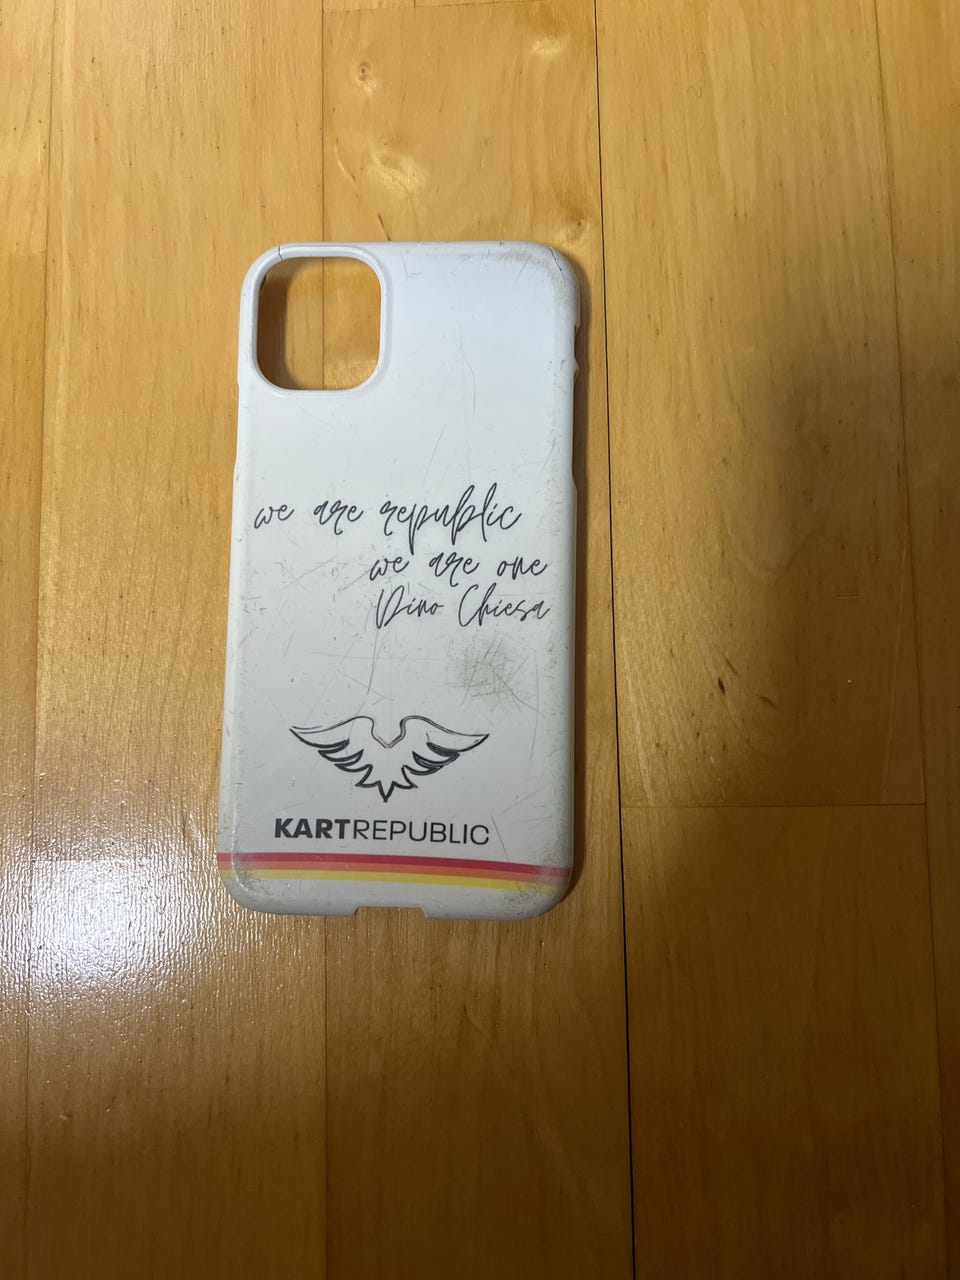 we are republic
we are one
Dino Chiesa
KARTREPUBLIC